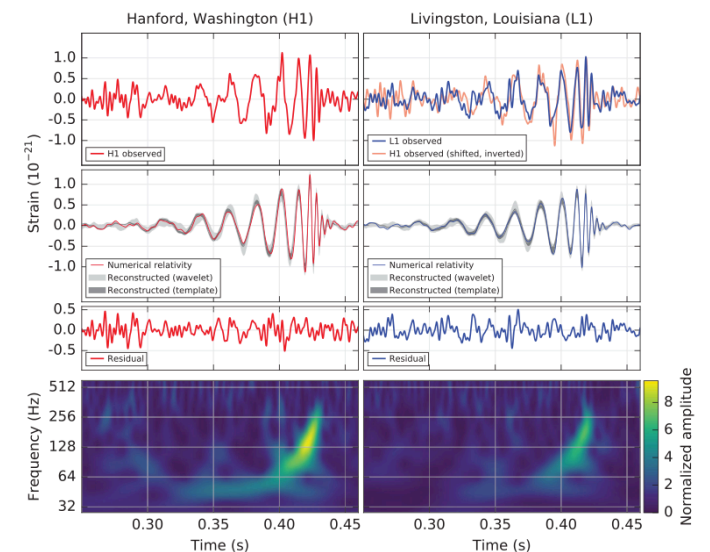 Hanford, Washington (H1)
Livingston, Louisiana (L1)
Strain (10⁻²¹)
1.0
0.5
0.0
-0.5
-1.0
H1 observed
L1 observed
H1 observed (shifted, inverted)
1.0
0.5
0.0
-0.5
-1.0
Numerical relativity
Reconstructed (wavelet)
Reconstructed (template)
Numerical relativity
Reconstructed (wavelet)
Reconstructed (template)
0.5
0.0
-0.5
Residual
Residual
Frequency (Hz)
512
256
128
64
32
Normalized amplitude
8
6
4
2
0
0.30
0.35
0.40
0.45
0.30
0.35
0.40
0.45
Time (s)
Time (s)